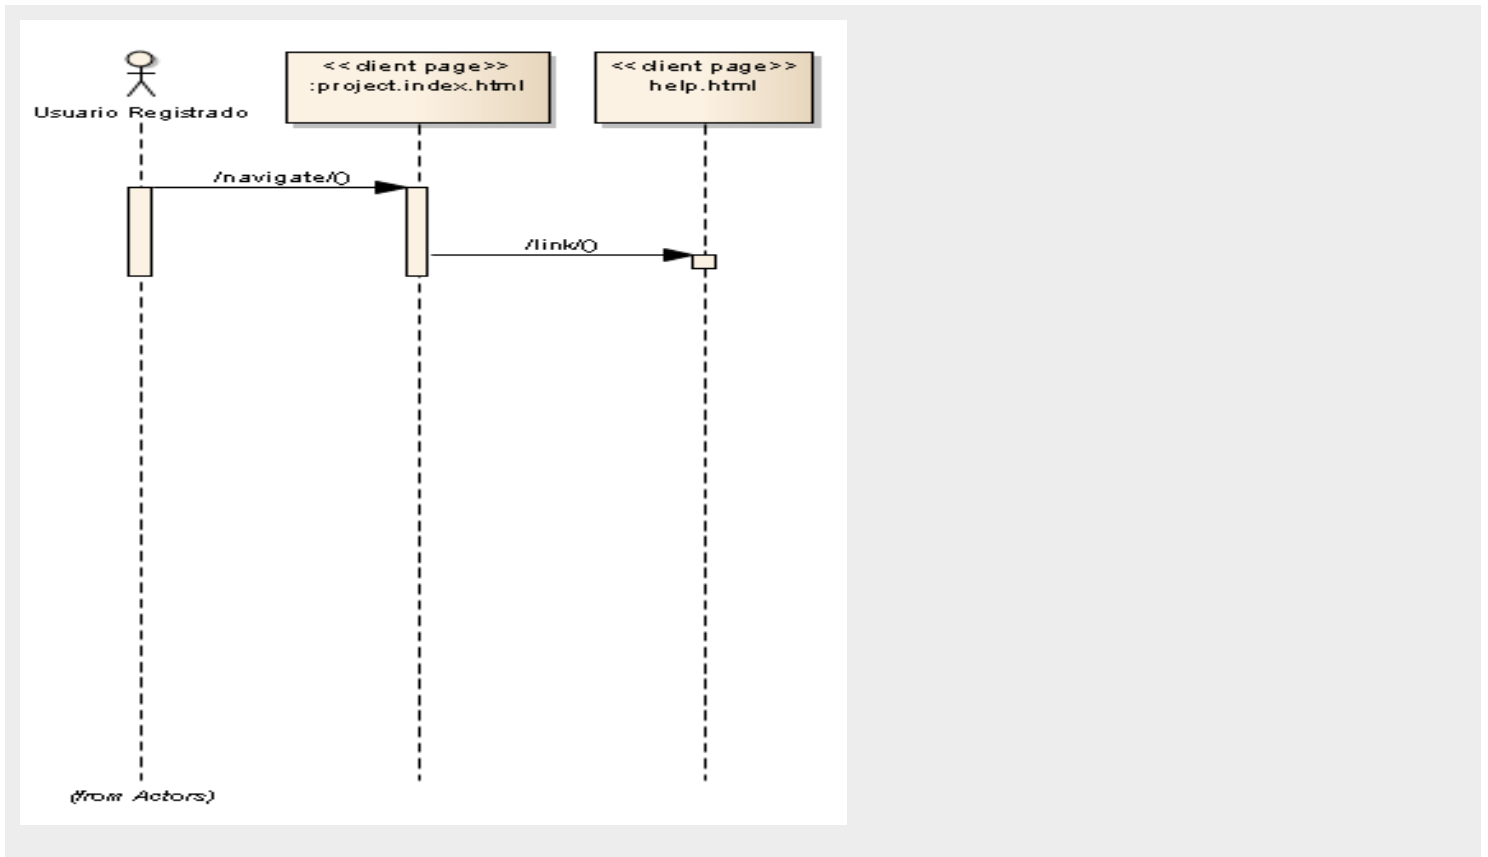 <<client page>>
:project.index.html
<<client page>>
help.html
Usuario Registrado
/navigate/()
/link/()
(from Actors)